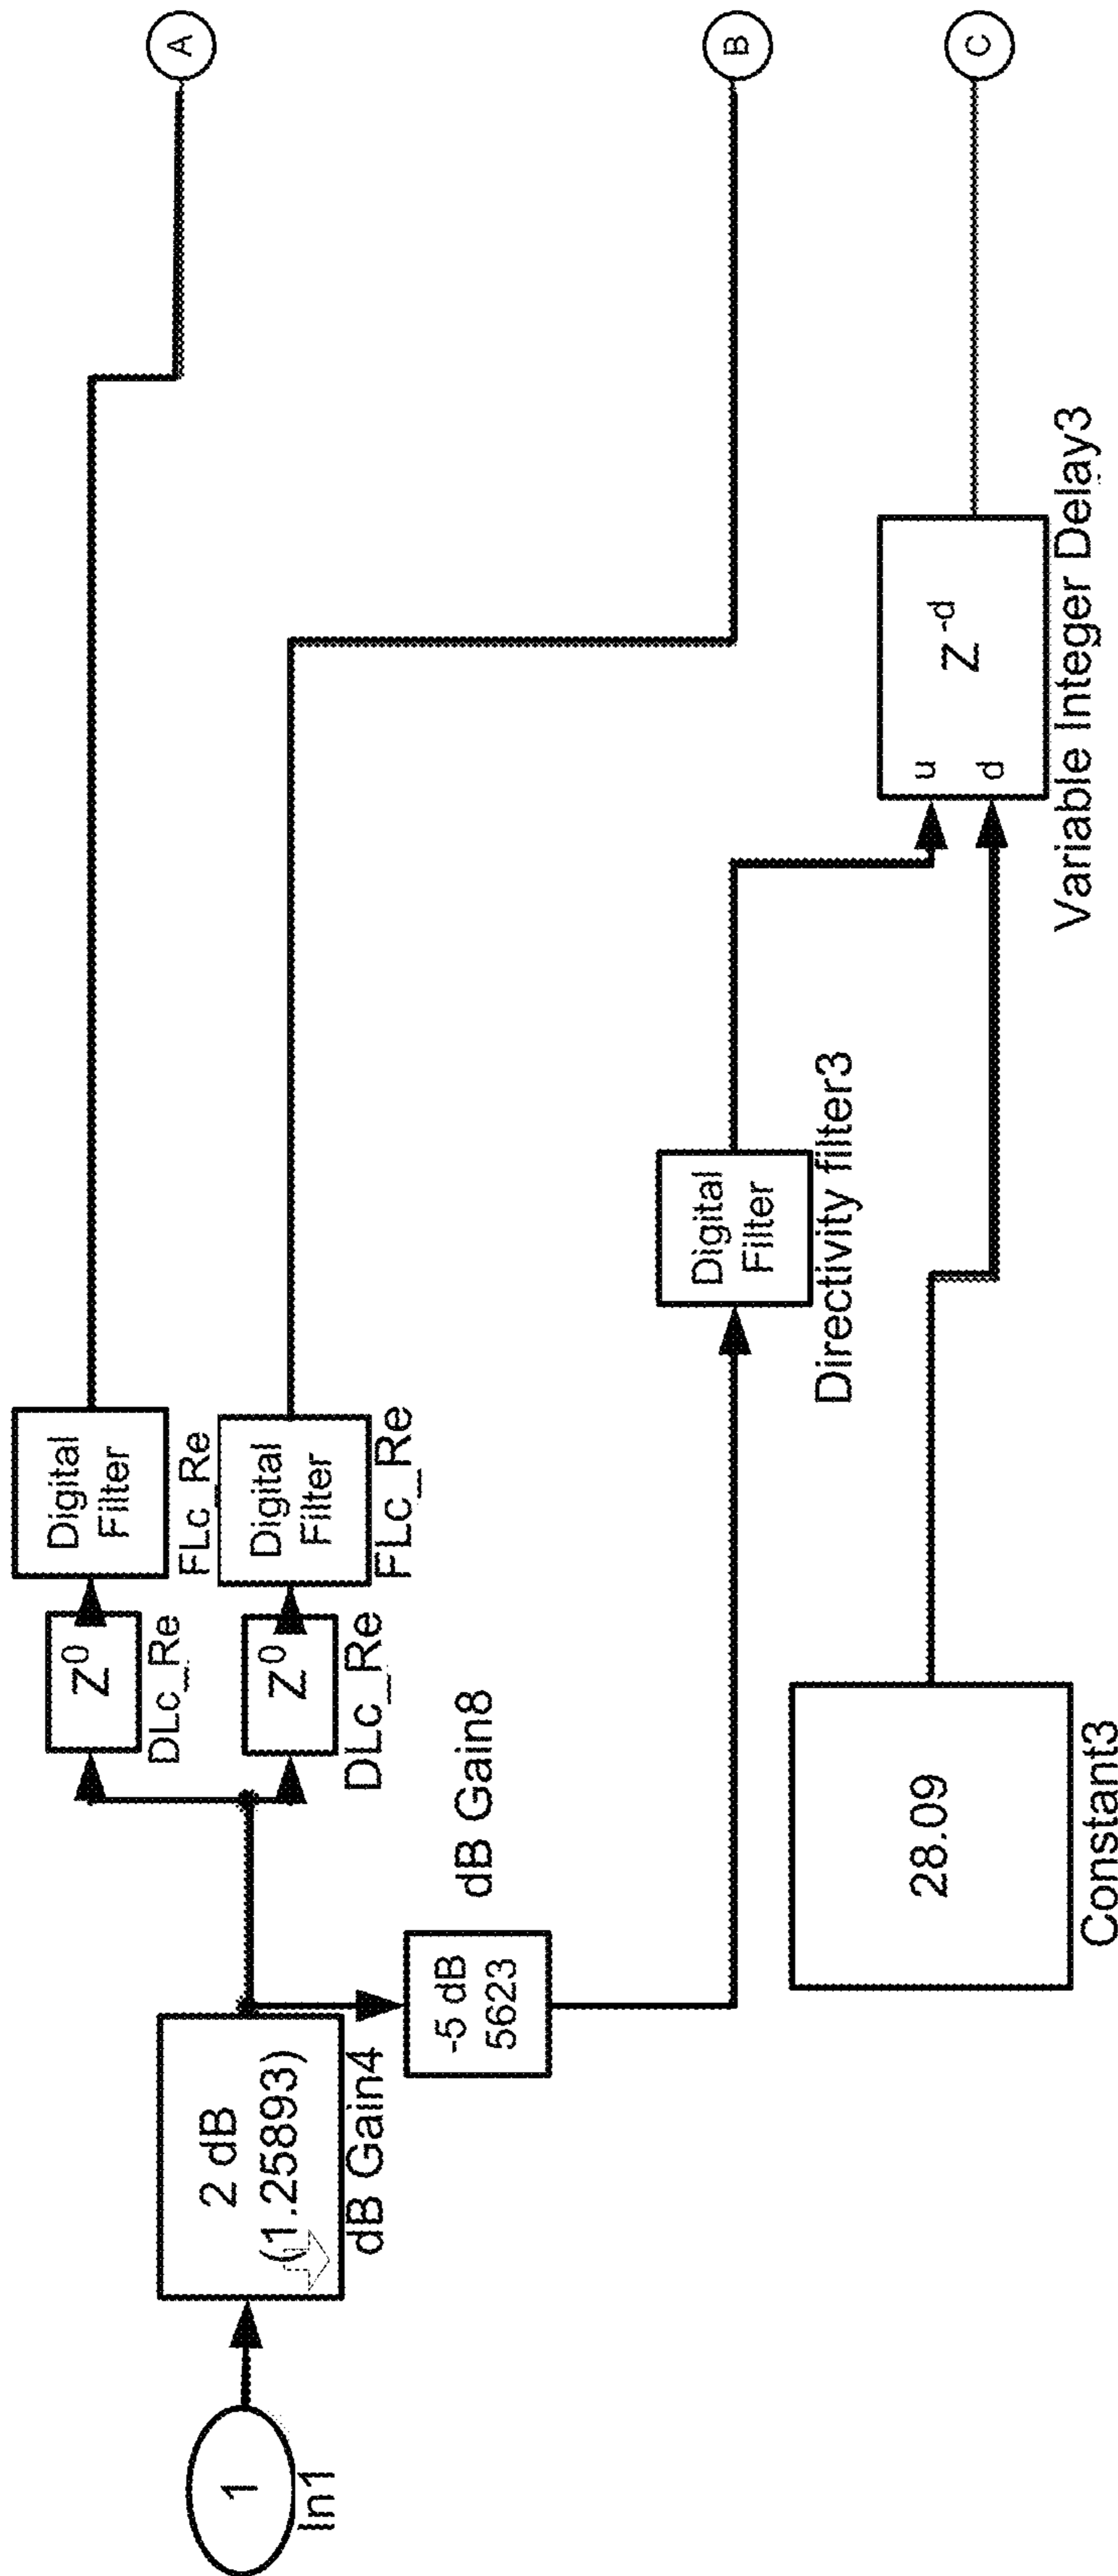 1
In1
2 dB
(1.25893)
dB Gain4
-5 dB
5623
dB Gain8
Z0
DLc_Re
Digital
Filter
FLc_Re
Z0
DLc_Re
Digital
Filter
FLc_Re
Digital
Filter
Directivity filter3
28.09
Constant3
u
d
Z-d
Variable Integer Delay3
A
B
C